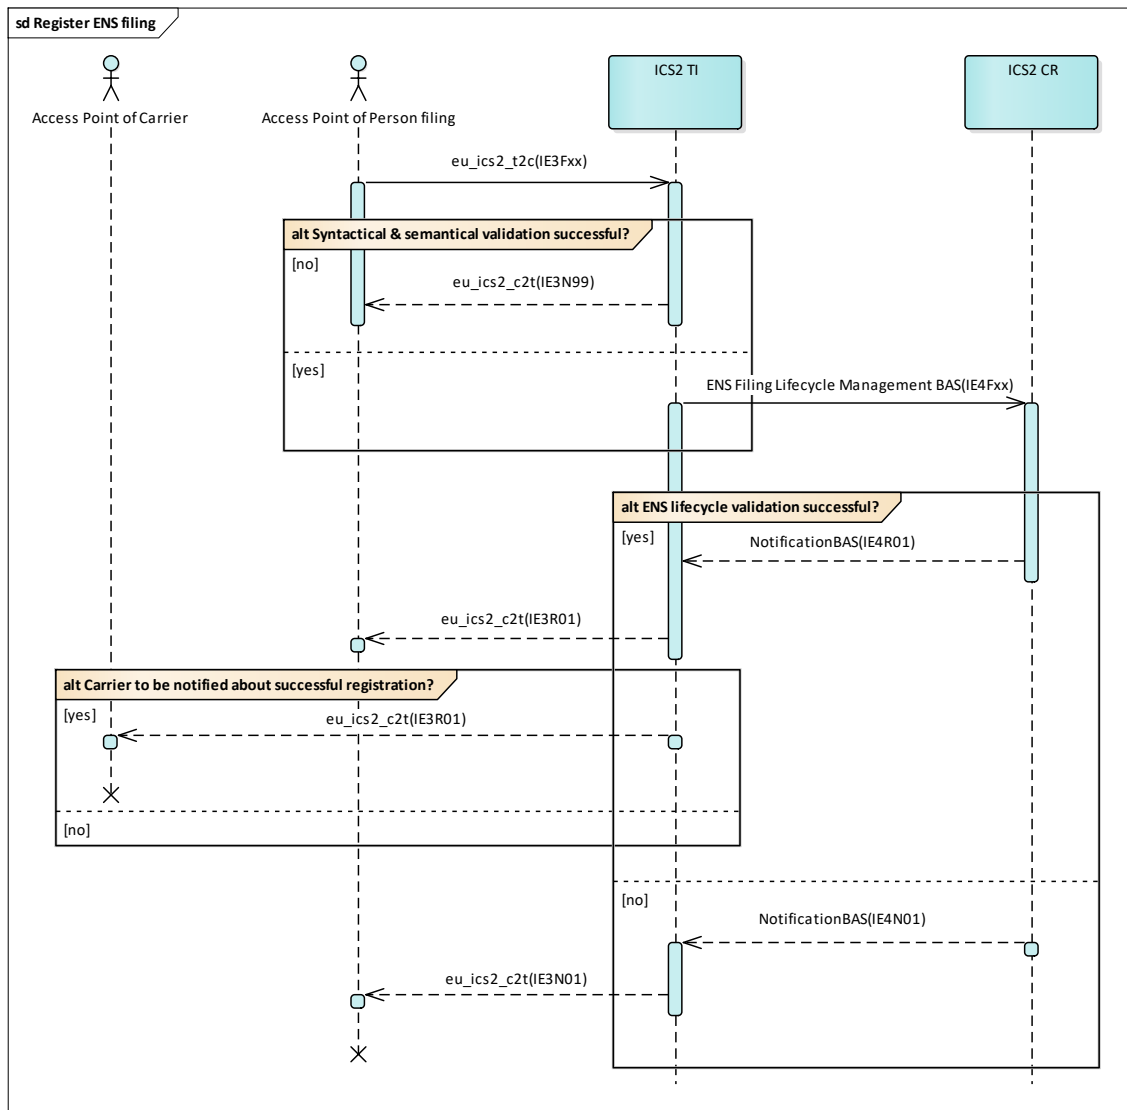 sd Register ENS filing
Access Point of Carrier
Access Point of Person filing
ICS2 TI
ICS2 CR
eu_ics2_t2c(IE3Fxx)
alt Syntactical & semantical validation successful?
[no]
eu_ics2_c2t(IE3N99)
[yes]
ENS Filing Lifecycle Management BAS(IE4Fxx)
alt ENS lifecycle validation successful?
[yes]
NotificationBAS(IE4R01)
eu_ics2_c2t(IE3R01)
alt Carrier to be notified about successful registration?
[yes]
eu_ics2_c2t(IE3R01)
[no]
[no]
NotificationBAS(IE4N01)
eu_ics2_c2t(IE3N01)